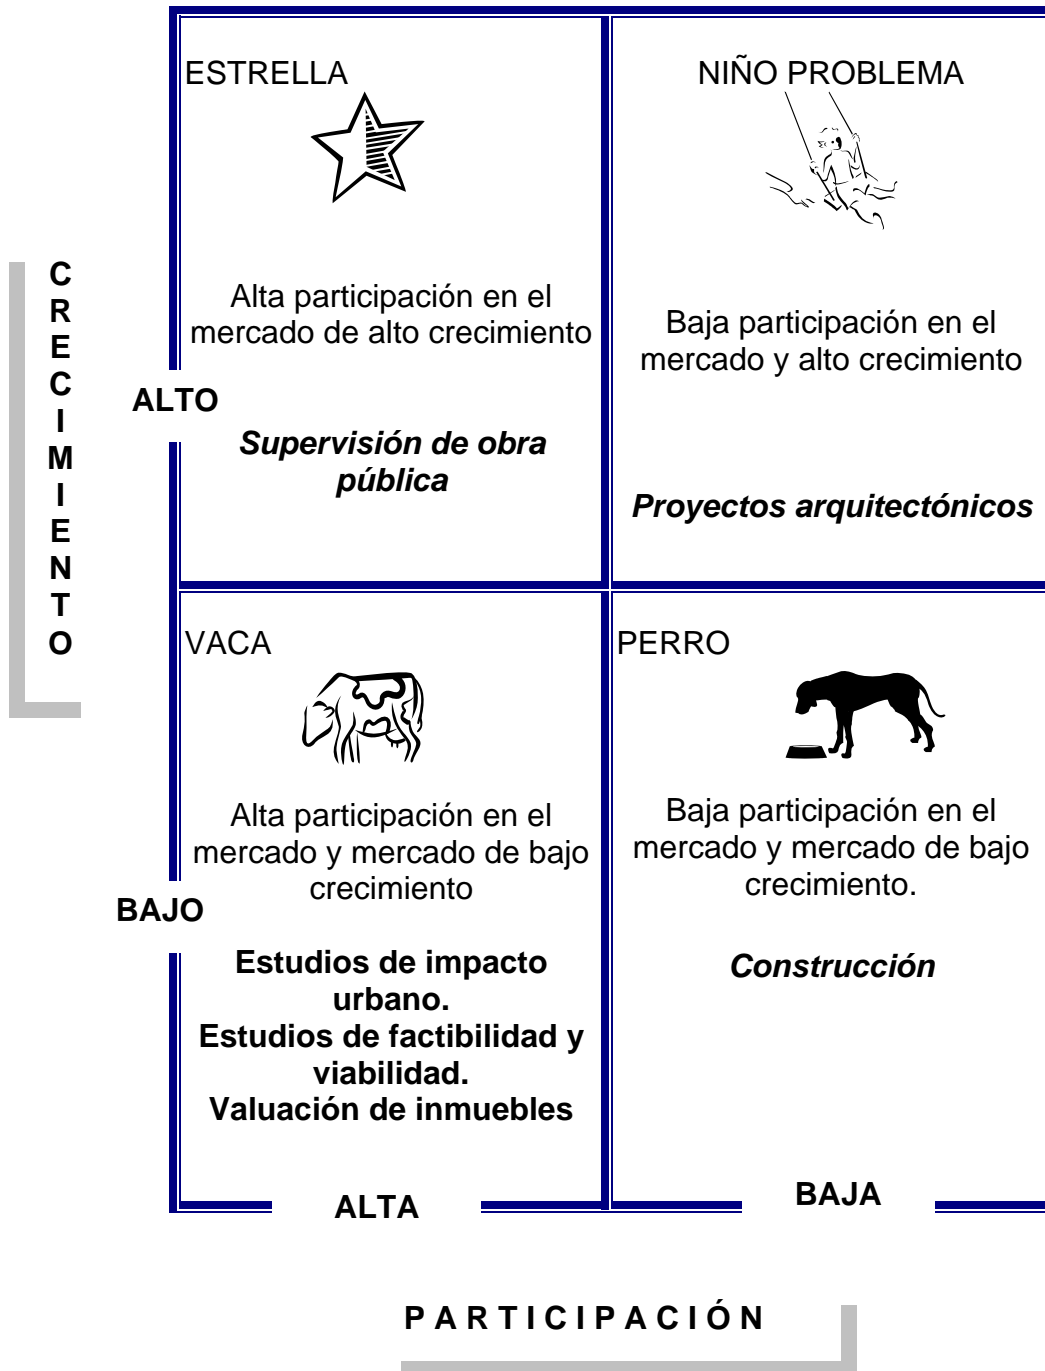 ESTRELLA
NIÑO PROBLEMA
Alta participación en el
mercado de alto crecimiento
Baja participación en el
mercado y alto crecimiento
CRECIMIENTO
ALTO
Supervisión de obra
pública
Proyectos arquitectónicos
VACA
PERRO
Alta participación en el
mercado y mercado de bajo
crecimiento
Baja participación en el
mercado y mercado de bajo
crecimiento.
BAJO
Estudios de impacto
urbano.
Estudios de factibilidad y
viabilidad.
Valuación de inmuebles
Construcción
ALTA
BAJA
PARTICIPACIÓN